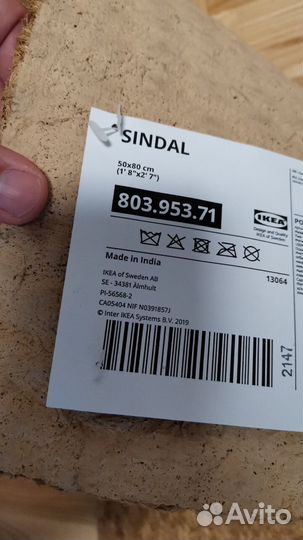 SINDAL
50x80 cm
(1' 8"x2' 7")
803.953.71
IKEA
Design and Quality
IKEA of Sweden
Made in India
13064
IKEA of Sweden AB
SE - 34381 Älmhult
PI-56568-2
CA05404 NIF N0391857J
© Inter IKEA Systems B.V. 2019
2147
Avito